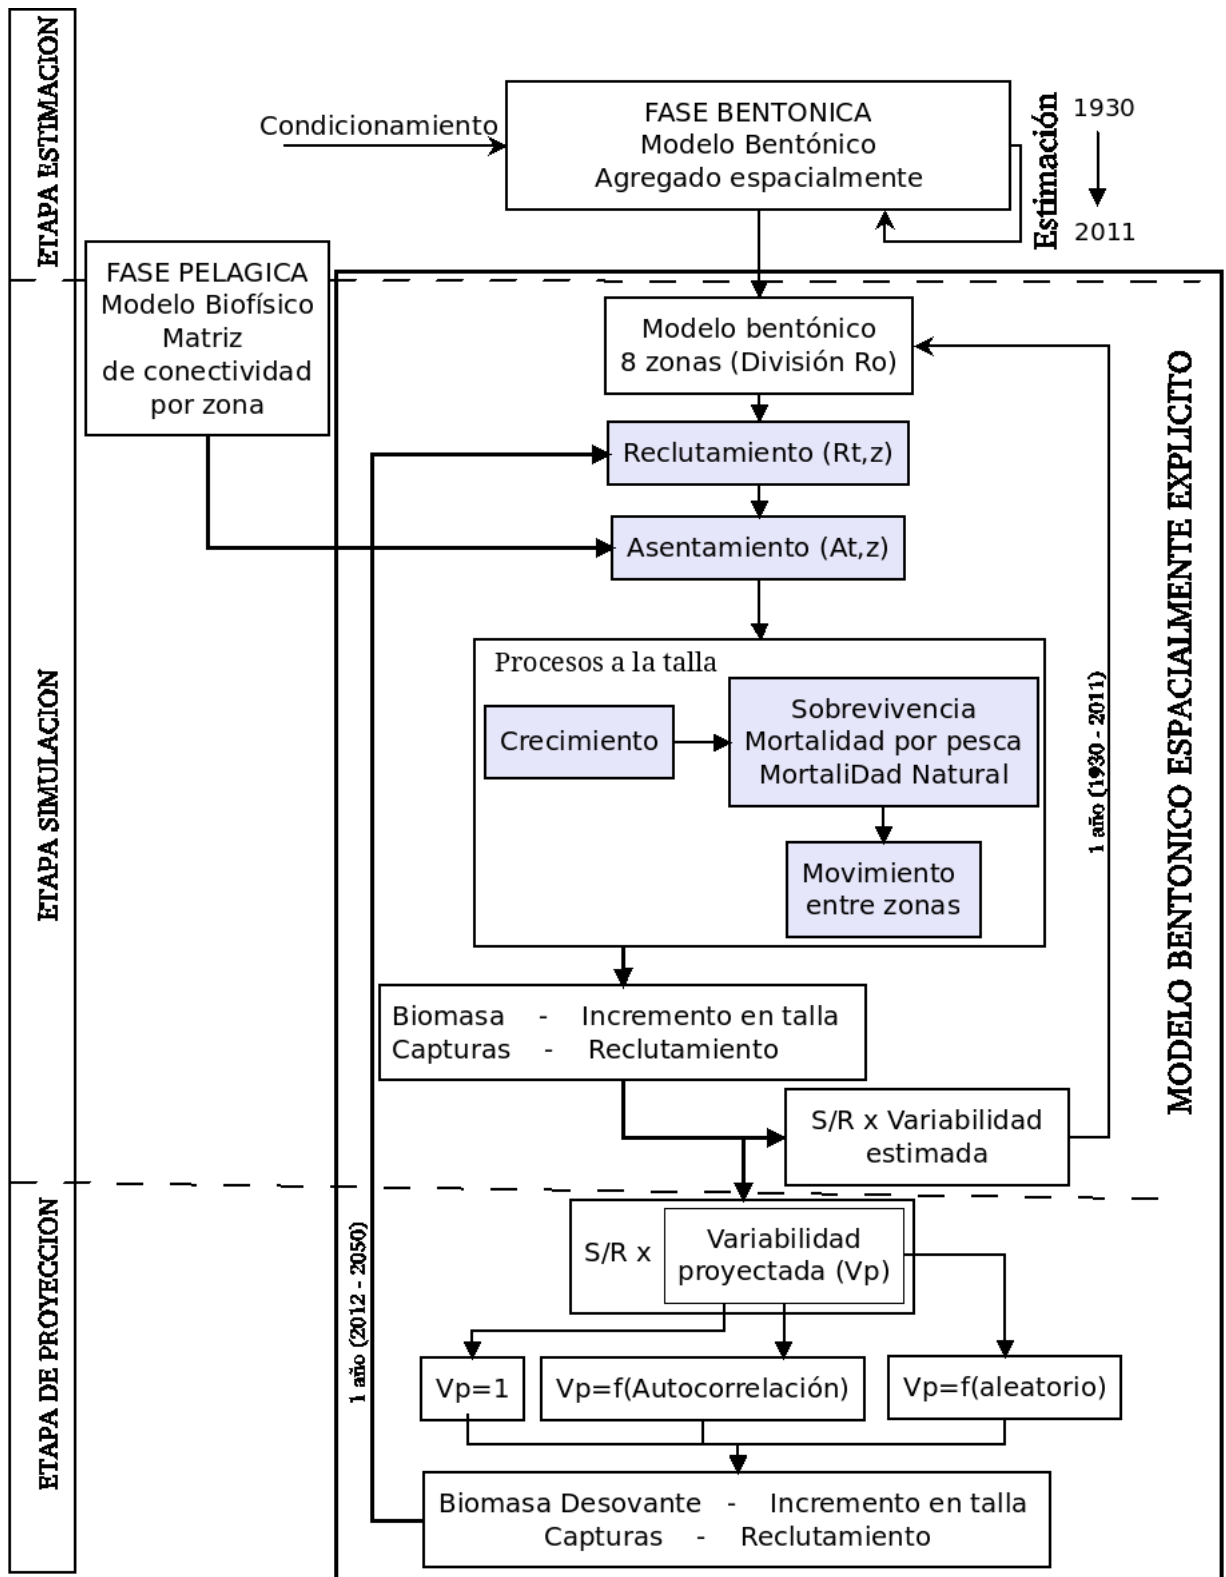 ETAPA ESTIMACION
Condicionamiento
FASE BENTONICA
Modelo Bentónico
Agregado espacialmente
Estimación
1930
2011
FASE PELAGICA
Modelo Biofísico
Matriz
de conectividad
por zona
ETAPA SIMULACION
Modelo bentónico
8 zonas (División Ro)
Reclutamiento (Rt,z)
Asentamiento (At,z)
Procesos a la talla
Crecimiento
Sobrevivencia
Mortalidad por pesca
MortaliDad Natural
Movimiento
entre zonas
1 año (1930 - 2011)
MODELO BENTONICO ESPACIALMENTE EXPLICITO
Biomasa - Incremento en talla
Capturas - Reclutamiento
S/R x Variabilidad
estimada
ETAPA DE PROYECCION
1 año (2012 - 2050)
S/R x
Variabilidad
proyectada (Vp)
Vp=1
Vp=f(Autocorrelación)
Vp=f(aleatorio)
Biomasa Desovante - Incremento en talla
Capturas - Reclutamiento